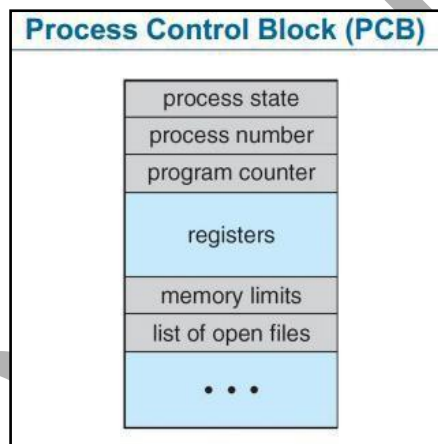 Process Control Block (PCB)
process state
process number
program counter
registers
memory limits
list of open files
• • •